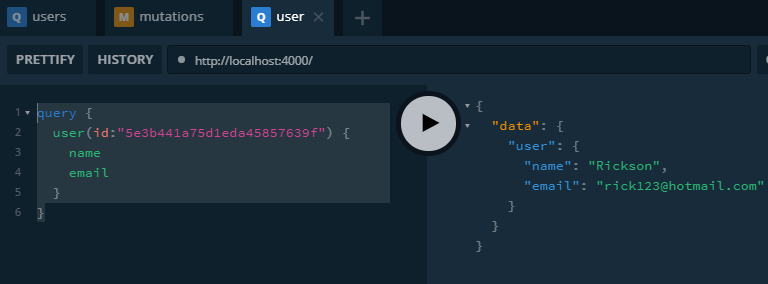 Q users M mutations Q user × +
PRETTIFY HISTORY http://localhost:4000/
1 query {
2 user(id:"5e3b441a75d1eda45857639f") {
3 name
4 email
5 }
6 }
{
"data": {
"user": {
"name": "Rickson",
"email": "rick123@hotmail.com"
}
}
}